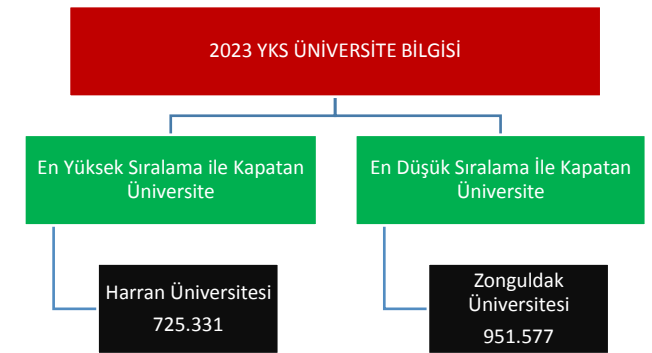 2023 YKS ÜNİVERSİTE BİLGİSİ
En Yüksek Sıralama ile Kapatan
Üniversite
Harran Üniversitesi
725.331
En Düşük Sıralama İle Kapatan
Üniversite
Zonguldak
Üniversitesi
951.577